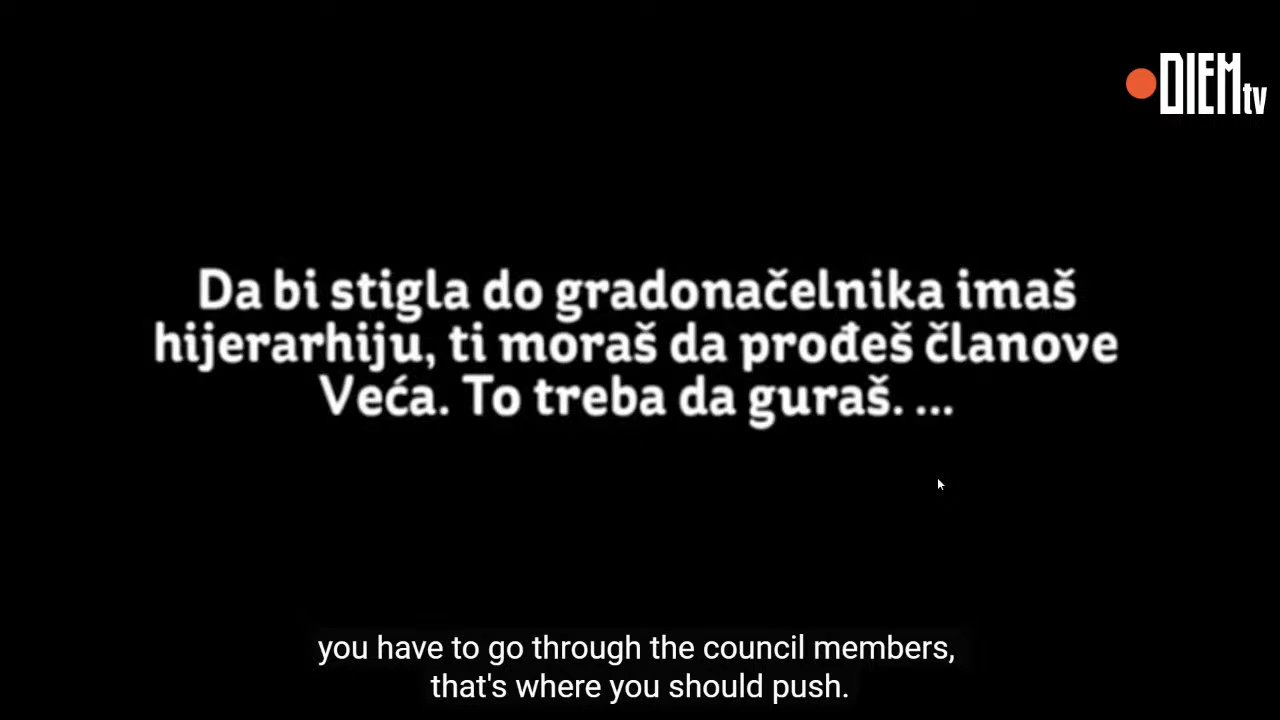 DIEMtv
Da bi stigla do gradonačelnika imaš
hijerarhiju, ti moraš da prođeš članove
Veća. To treba da guraš. ...
you have to go through the council members,
that's where you should push.